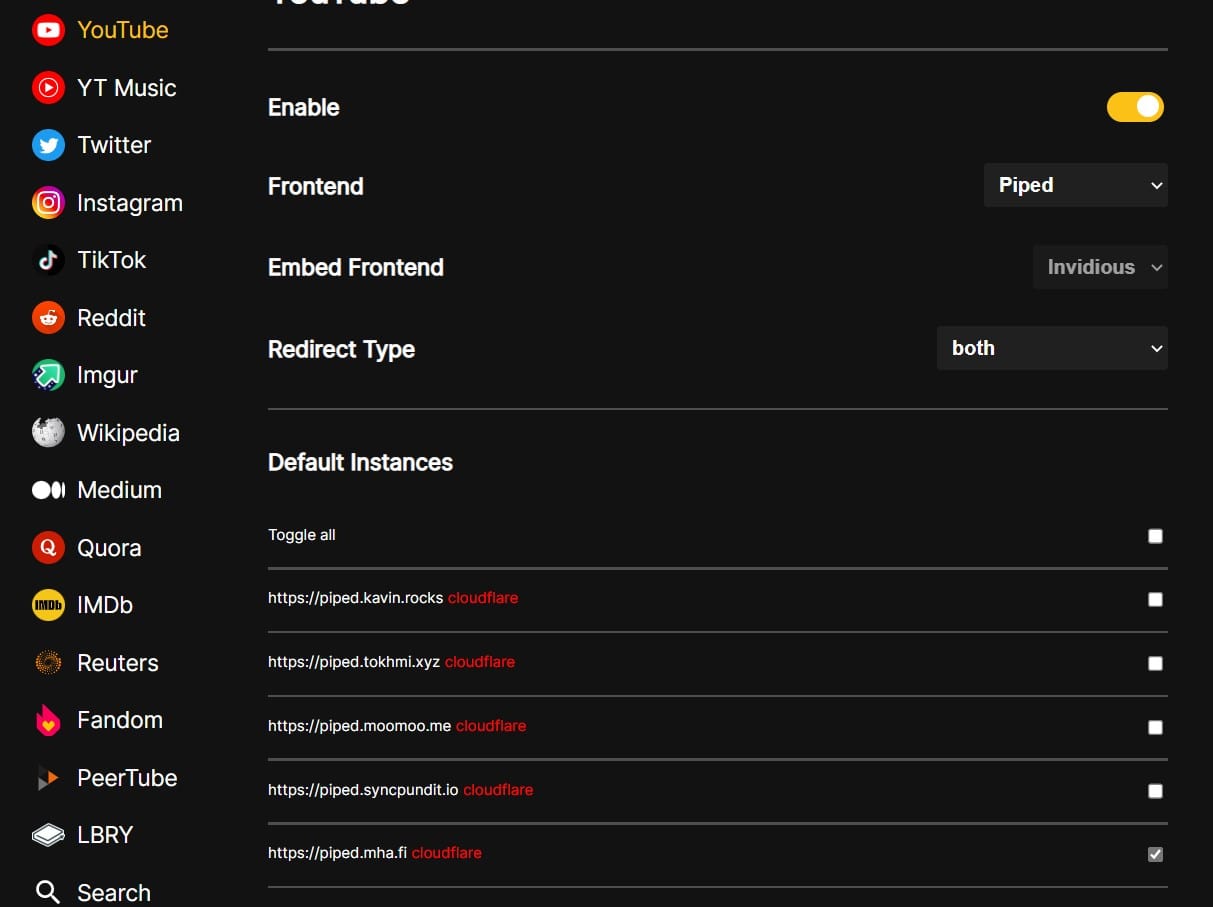 YouTube
YT Music
Twitter
Instagram
TikTok
Reddit
Imgur
Wikipedia
Medium
Quora
IMDb
Reuters
Fandom
PeerTube
LBRY
Search
YouTube
Enable
Frontend
Piped
Embed Frontend
Invidious
Redirect Type
both
Default Instances
Toggle all
https://piped.kavin.rocks cloudflare
https://piped.tokhmi.xyz cloudflare
https://piped.moomoo.me cloudflare
https://piped.syncpundit.io cloudflare
https://piped.mha.fi cloudflare